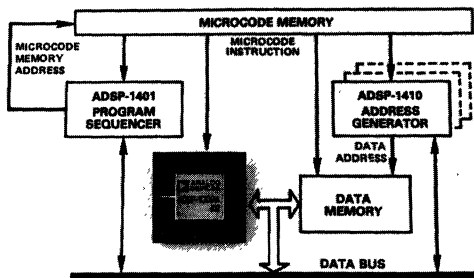 MICROCODE MEMORY
MICROCODE
MEMORY
ADDRESS
MICROCODE
INSTRUCTION
ADSP-1401
PROGRAM
SEQUENCER
ADSP-1410
ADDRESS
GENERATOR
DATA
ADDRESS
DATA
MEMORY
DATA BUS